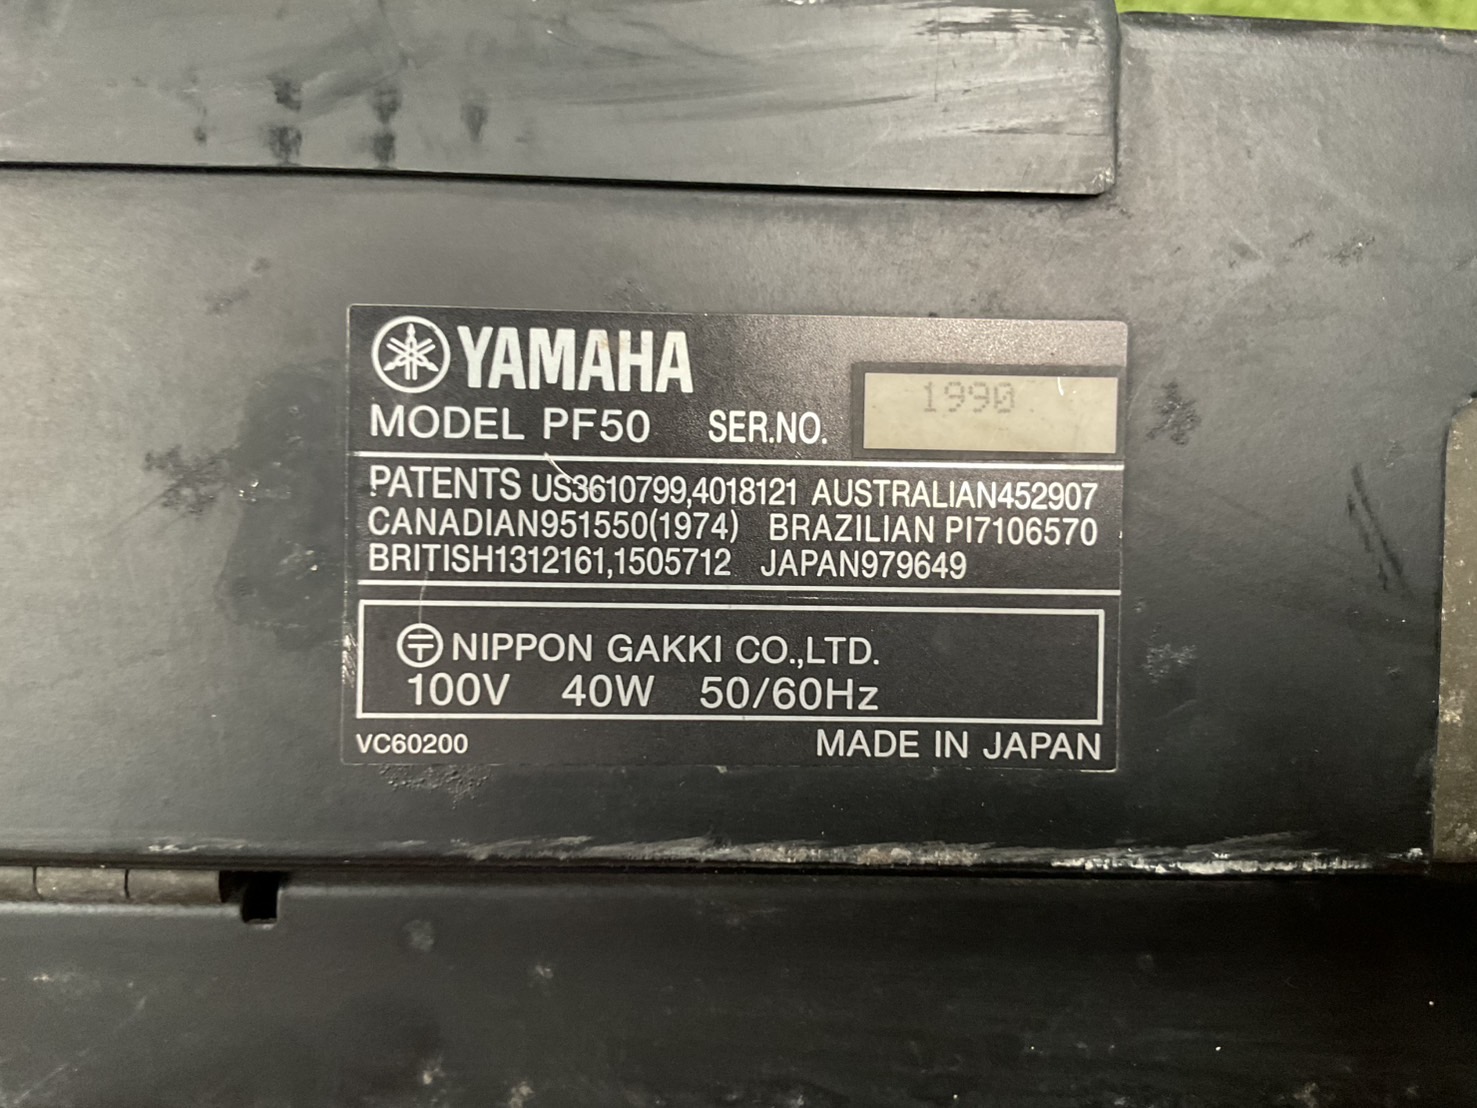 YAMAHA
MODEL PF50 SER.NO. 1990
PATENTS US3610799,4018121 AUSTRALIAN452907
CANADIAN951550(1974) BRAZILIAN PI7106570
BRITISH1312161,1505712 JAPAN979649
〶 NIPPON GAKKI CO.,LTD.
100V 40W 50/60Hz
VC60200 MADE IN JAPAN